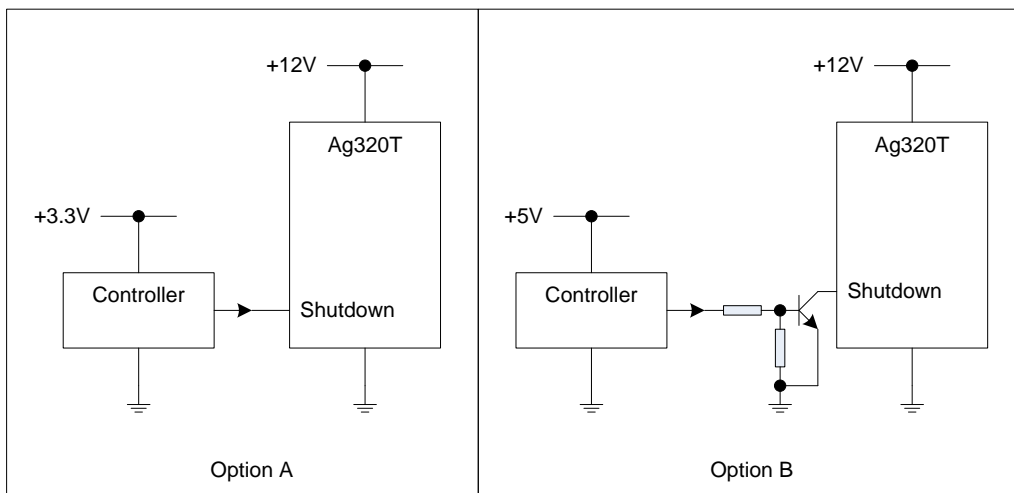 +12V
Ag320T
+3.3V
Controller
Shutdown
Option A
+12V
Ag320T
+5V
Controller
Shutdown
Option B